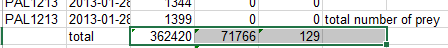 PAL1213 2013-01-28 1344 0 0
PAL1213 2013-01-28 1399 0 0 total number of prey
total 362420 71766 129